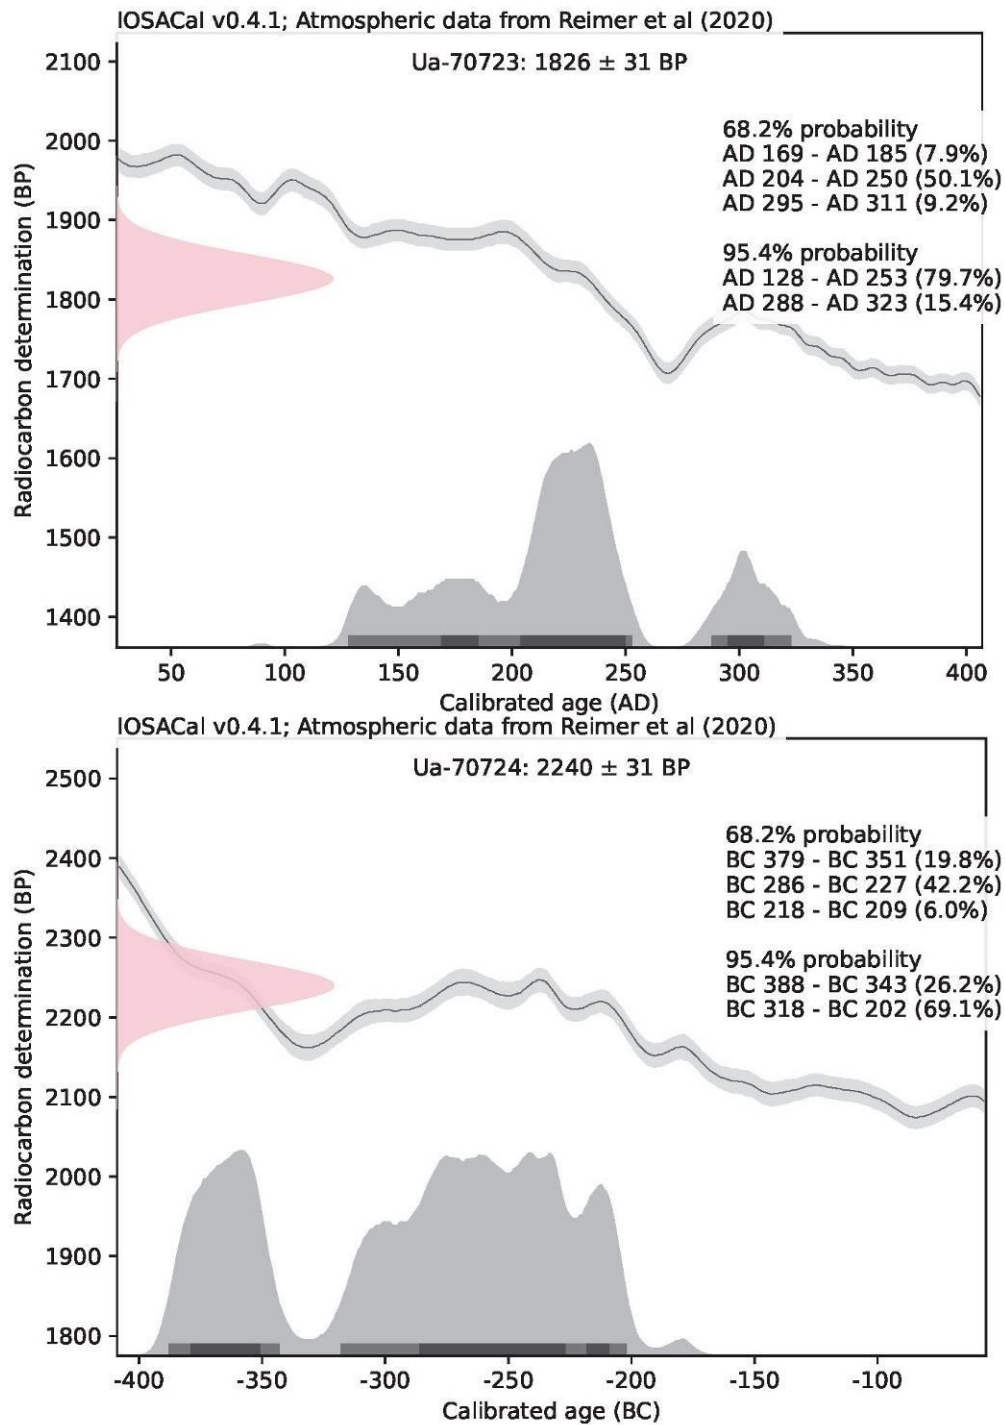 IOSACal v0.4.1; Atmospheric data from Reimer et al (2020)
Ua-70723: 1826 ± 31 BP
68.2% probability
AD 169 - AD 185 (7.9%)
AD 204 - AD 250 (50.1%)
AD 295 - AD 311 (9.2%)
95.4% probability
AD 128 - AD 253 (79.7%)
AD 288 - AD 323 (15.4%)
Radiocarbon determination (BP)
2100
2000
1900
1800
1700
1600
1500
1400
50 100 150 200 250 300 350 400
Calibrated age (AD)
IOSACal v0.4.1; Atmospheric data from Reimer et al (2020)
Ua-70724: 2240 ± 31 BP
68.2% probability
BC 379 - BC 351 (19.8%)
BC 286 - BC 227 (42.2%)
BC 218 - BC 209 (6.0%)
95.4% probability
BC 388 - BC 343 (26.2%)
BC 318 - BC 202 (69.1%)
Radiocarbon determination (BP)
2500
2400
2300
2200
2100
2000
1900
1800
-400 -350 -300 -250 -200 -150 -100
Calibrated age (BC)